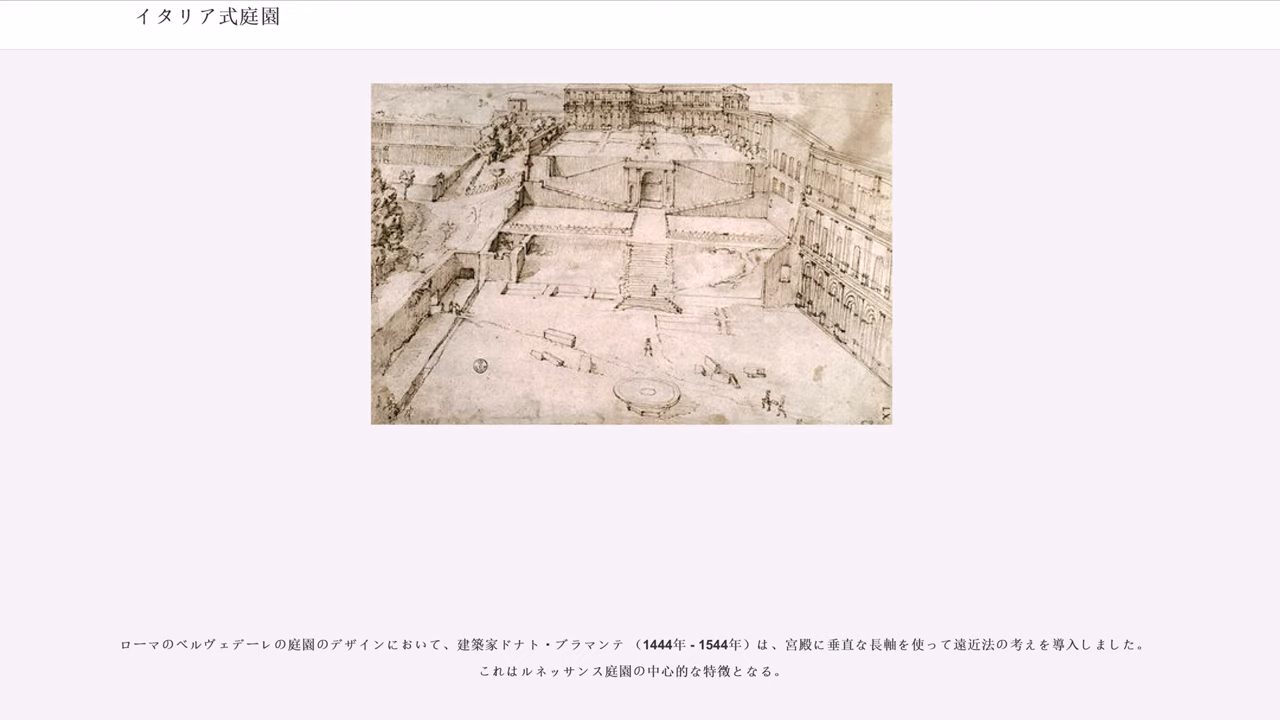 イタリア式庭園
ローマのベルヴェデーレの庭園のデザインにおいて、建築家ドナト・ブラマンテ （1444年 - 1544年）は、宮殿に垂直な長軸を使って遠近法の考えを導入しました。
これはルネッサンス庭園の中心的な特徴となる。